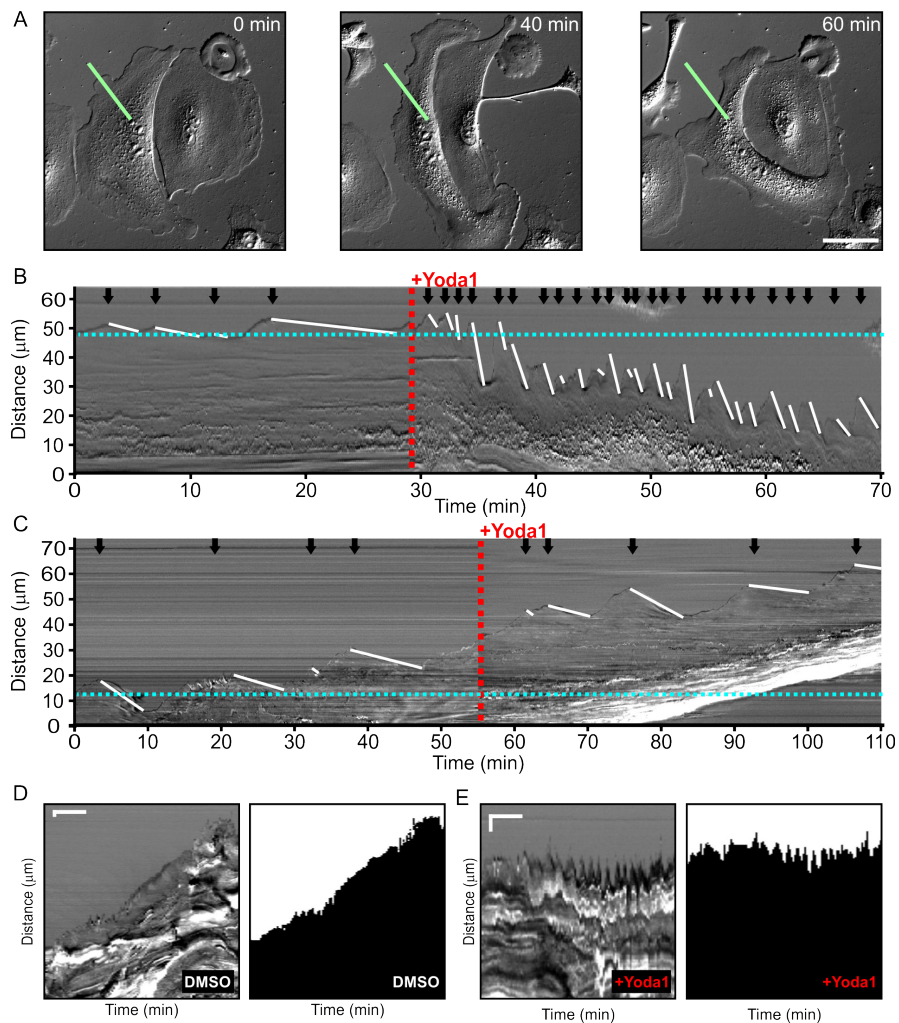 A
0 min
40 min
60 min
B
+Yoda1
Distance (μm)
60
50
40
30
20
10
0
0 10 20 30 40 50 60 70
Time (min)
C
+Yoda1
Distance (μm)
70
60
50
40
30
20
10
0
0 10 20 30 40 50 60 70 80 90 100 110
Time (min)
D
Distance (μm)
DMSO
DMSO
Time (min)
Time (min)
E
Distance (μm)
+Yoda1
+Yoda1
Time (min)
Time (min)